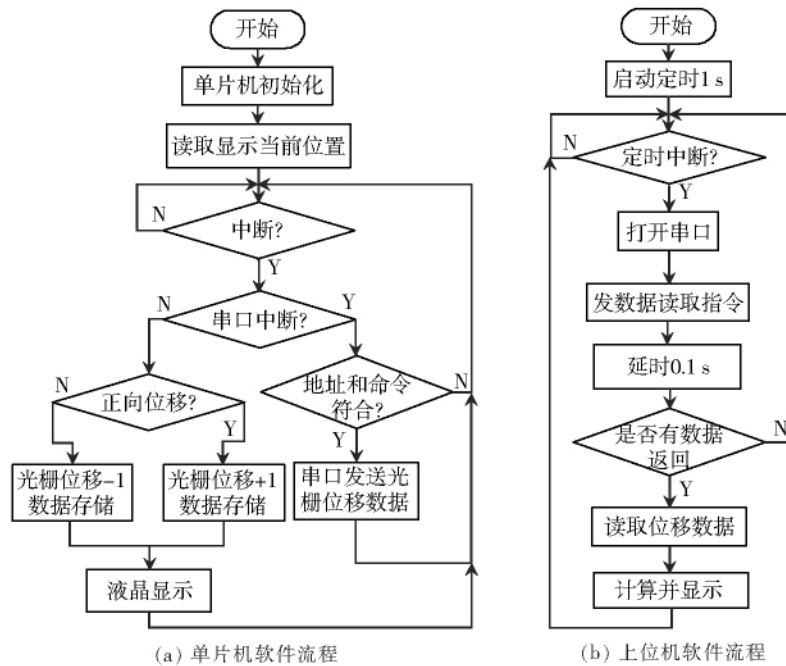 开始
单片机初始化
读取显示当前位置
N
中断?
Y
N
串口中断?
Y
N
正向位移?
Y
地址和命令
符合?
N
Y
光栅位移-1
数据存储
光栅位移+1
数据存储
串口发送光
栅位移数据
液晶显示
(a) 单片机软件流程
开始
启动定时1 s
N
定时中断?
Y
打开串口
发数据读取指令
延时0.1 s
是否有数据
返回
N
Y
读取位移数据
计算并显示
(b) 上位机软件流程